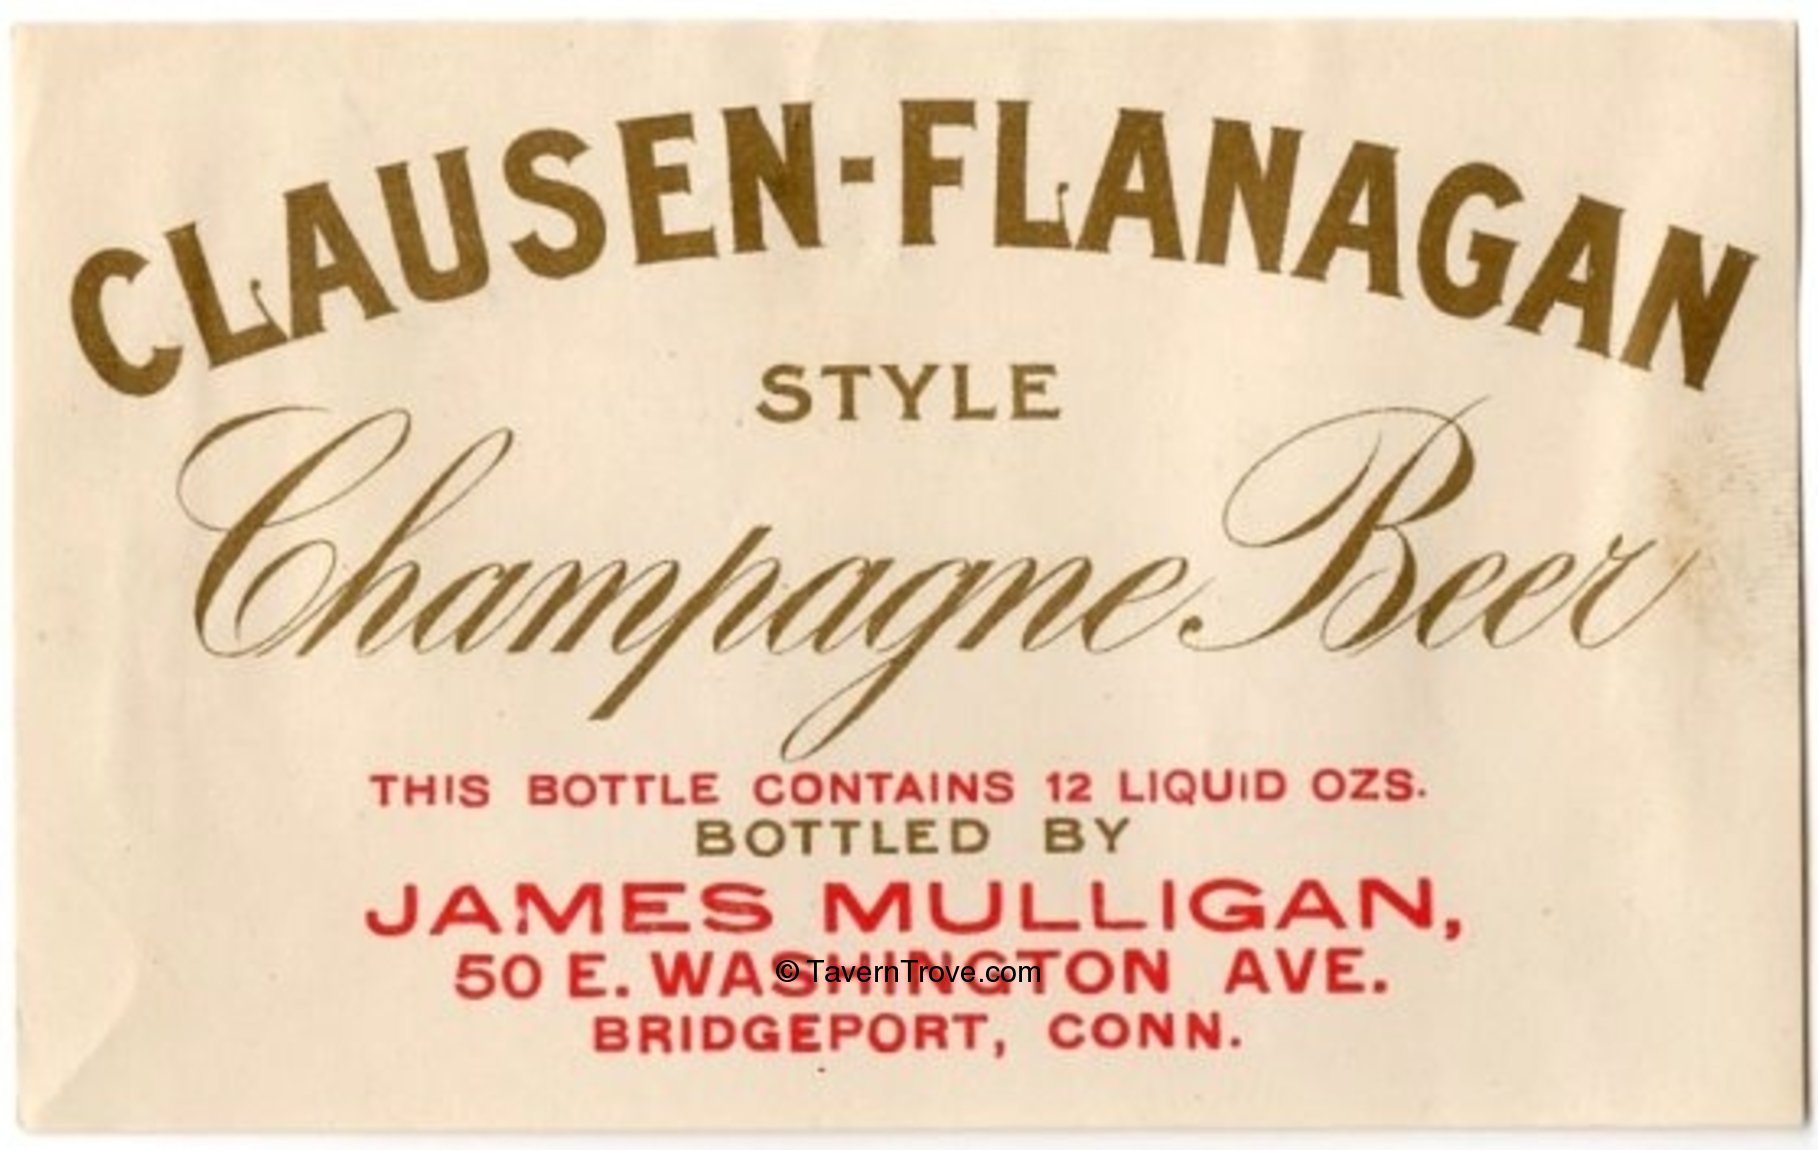 CLAUSEN-FLANAGAN
STYLE
Champagne Beer
THIS BOTTLE CONTAINS 12 LIQUID OZS.
BOTTLED BY
JAMES MULLIGAN,
50 E. WASHINGTON AVE.
© TavernTrove.com
BRIDGEPORT, CONN.